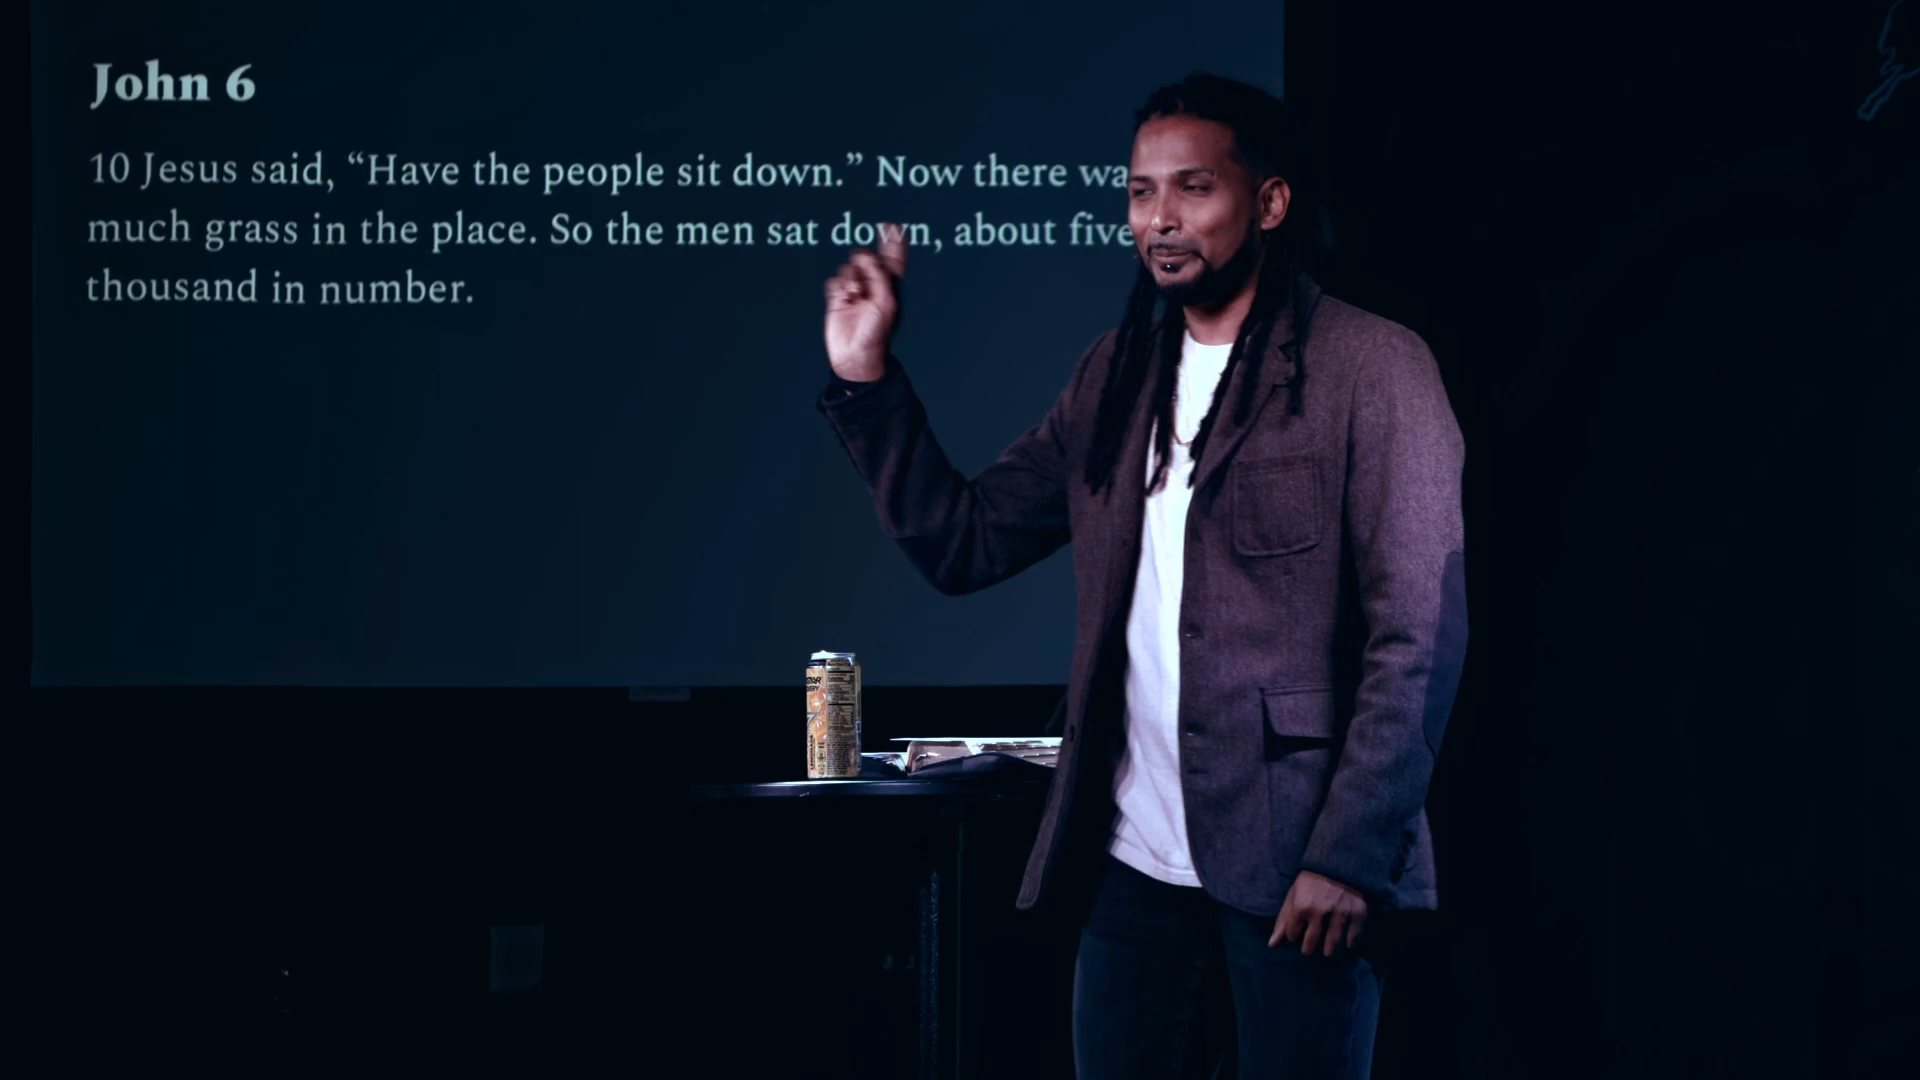 John 6
10 Jesus said, “Have the people sit down.” Now there wa
much grass in the place. So the men sat down, about five
thousand in number.